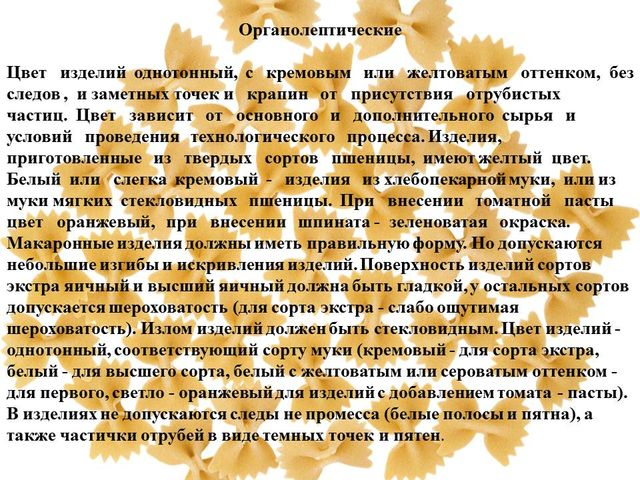 Органолептические
Цвет изделий однотонный, с кремовым или желтоватым оттенком, без
следов , и заметных точек и крапин от присутствия отрубистых
частиц. Цвет зависит от основного и дополнительного сырья и
условий проведения технологического процесса. Изделия,
приготовленные из твердых сортов пшеницы, имеют желтый цвет.
Белый или слегка кремовый - изделия из хлебопекарной муки, или из
муки мягких стекловидных пшеницы. При внесении томатной пасты
цвет оранжевый, при внесении шпината - зеленоватая окраска.
Макаронные изделия должны иметь правильную форму. Но допускаются
небольшие изгибы и искривления изделий. Поверхность изделий сортов
экстра яичный и высший яичный должна быть гладкой, у остальных сортов
допускается шероховатость (для сорта экстра - слабо ощутимая
шероховатость). Излом изделий должен быть стекловидным. Цвет изделий -
однотонный, соответствующий сорту муки (кремовый - для сорта экстра,
белый - для высшего сорта, белый с желтоватым или сероватым оттенком -
для первого, светло - оранжевый для изделий с добавлением томата - пасты).
В изделиях не допускаются следы не промесса (белые полосы и пятна), а
также частички отрубей в виде темных точек и пятен.